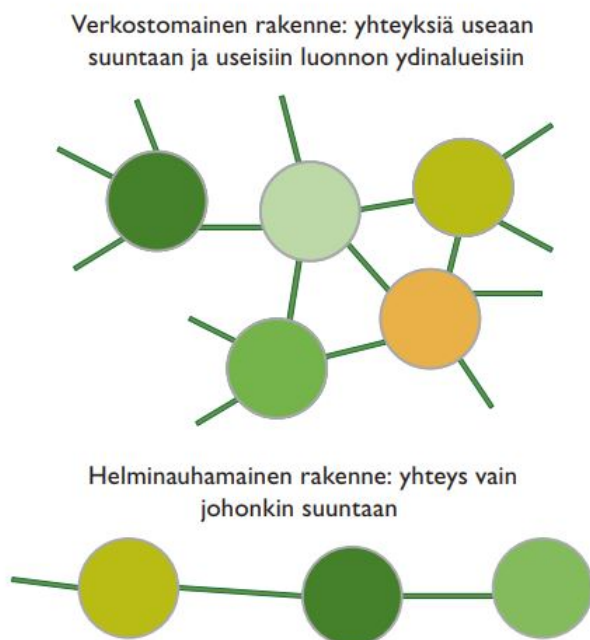 Verkostomainen rakenne: yhteyksiä useaan
suuntaan ja useisiin luonnon ydinalueisiin
Helminauhamainen rakenne: yhteys vain
johonkin suuntaan